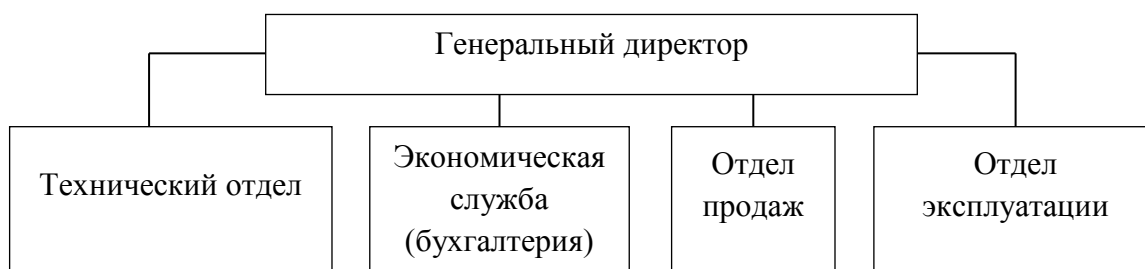 Генеральный директор
Технический отдел
Экономическая
служба
(бухгалтерия)
Отдел
продаж
Отдел
эксплуатации